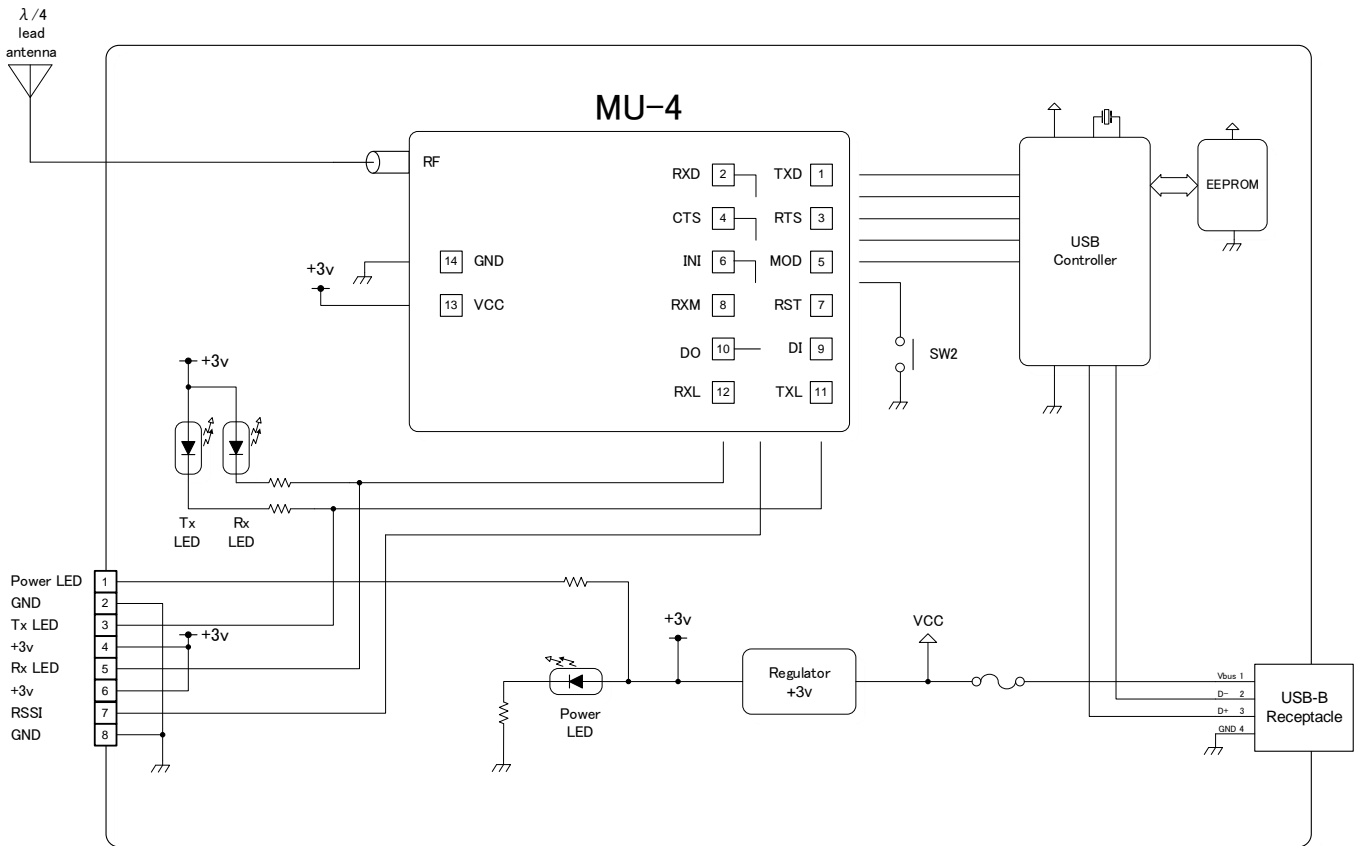 λ/4
lead
antenna
MU-4
RF
RXD 2 TXD 1
CTS 4 RTS 3
INI 6 MOD 5
RXM 8 RST 7
DO 10 DI 9
RXL 12 TXL 11
14 GND
13 VCC
+3v
USB
Controller
EEPROM
SW2
+3v
Tx
LED
Rx
LED
Power LED 1
GND 2
Tx LED 3
+3v 4
Rx LED 5
+3v 6
RSSI 7
GND 8
+3v
Power
LED
+3v
Regulator
+3v
VCC
Vbus 1
D- 2
D+ 3
GND 4
USB-B
Receptacle